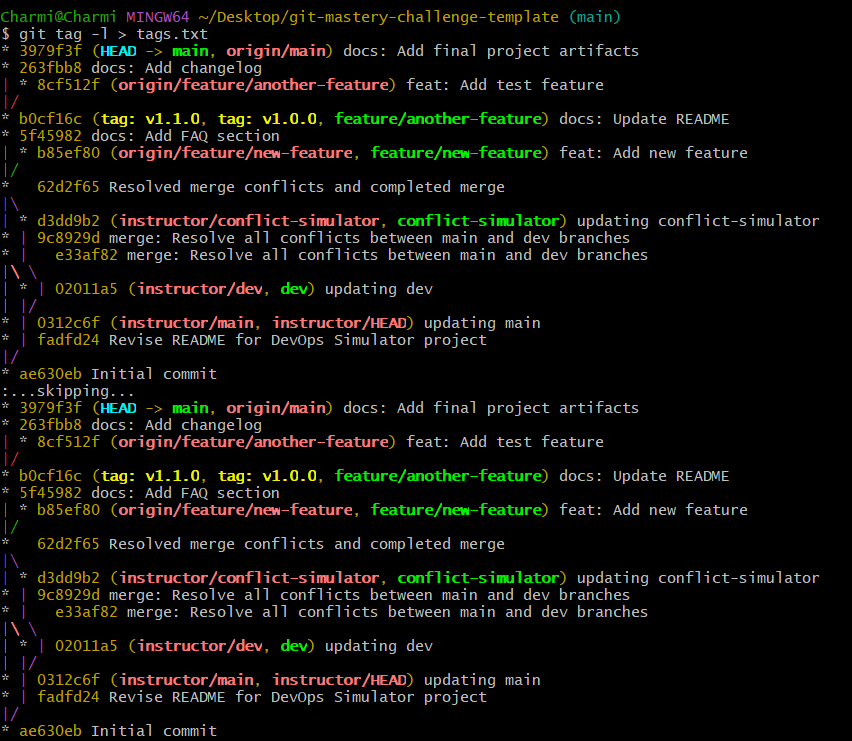 Charmi@Charmi MINGW64 ~/Desktop/git-mastery-challenge-template (main)
$ git tag -l > tags.txt
* 3979f3f (HEAD -> main, origin/main) docs: Add final project artifacts
* 263fbb8 docs: Add changelog
| * 8cf512f (origin/feature/another-feature) feat: Add test feature
|/
* b0cf16c (tag: v1.1.0, tag: v1.0.0, feature/another-feature) docs: Update README
* 5f45982 docs: Add FAQ section
| * b85ef80 (origin/feature/new-feature, feature/new-feature) feat: Add new feature
|/
*   62d2f65 Resolved merge conflicts and completed merge
|\
| * d3dd9b2 (instructor/conflict-simulator, conflict-simulator) updating conflict-simulator
* | 9c8929d merge: Resolve all conflicts between main and dev branches
* |   e33af82 merge: Resolve all conflicts between main and dev branches
|\ \
| * | 02011a5 (instructor/dev, dev) updating dev
| |/
* | 0312c6f (instructor/main, instructor/HEAD) updating main
* | fadfd24 Revise README for DevOps Simulator project
|/
* ae630eb Initial commit
:...skipping...
* 3979f3f (HEAD -> main, origin/main) docs: Add final project artifacts
* 263fbb8 docs: Add changelog
| * 8cf512f (origin/feature/another-feature) feat: Add test feature
|/
* b0cf16c (tag: v1.1.0, tag: v1.0.0, feature/another-feature) docs: Update README
* 5f45982 docs: Add FAQ section
| * b85ef80 (origin/feature/new-feature, feature/new-feature) feat: Add new feature
|/
*   62d2f65 Resolved merge conflicts and completed merge
|\
| * d3dd9b2 (instructor/conflict-simulator, conflict-simulator) updating conflict-simulator
* | 9c8929d merge: Resolve all conflicts between main and dev branches
* |   e33af82 merge: Resolve all conflicts between main and dev branches
|\ \
| * | 02011a5 (instructor/dev, dev) updating dev
| |/
* | 0312c6f (instructor/main, instructor/HEAD) updating main
* | fadfd24 Revise README for DevOps Simulator project
|/
* ae630eb Initial commit